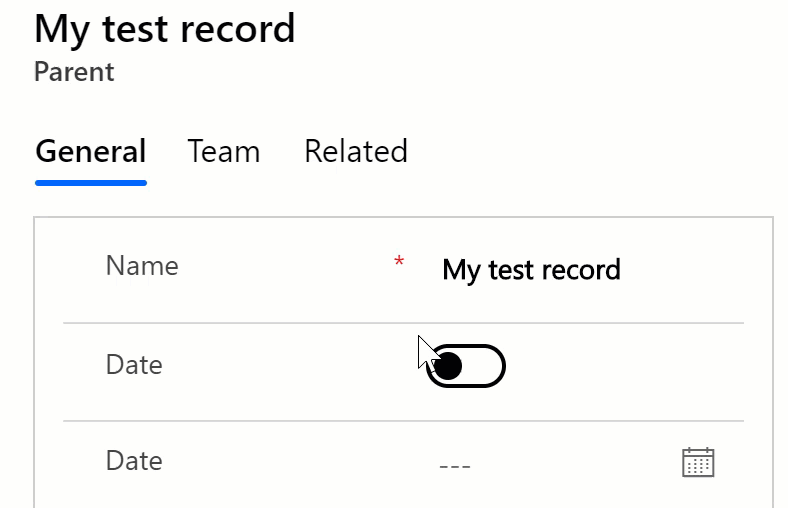 My test record
Parent
General Team Related
Name * My test record
Date
Date ---